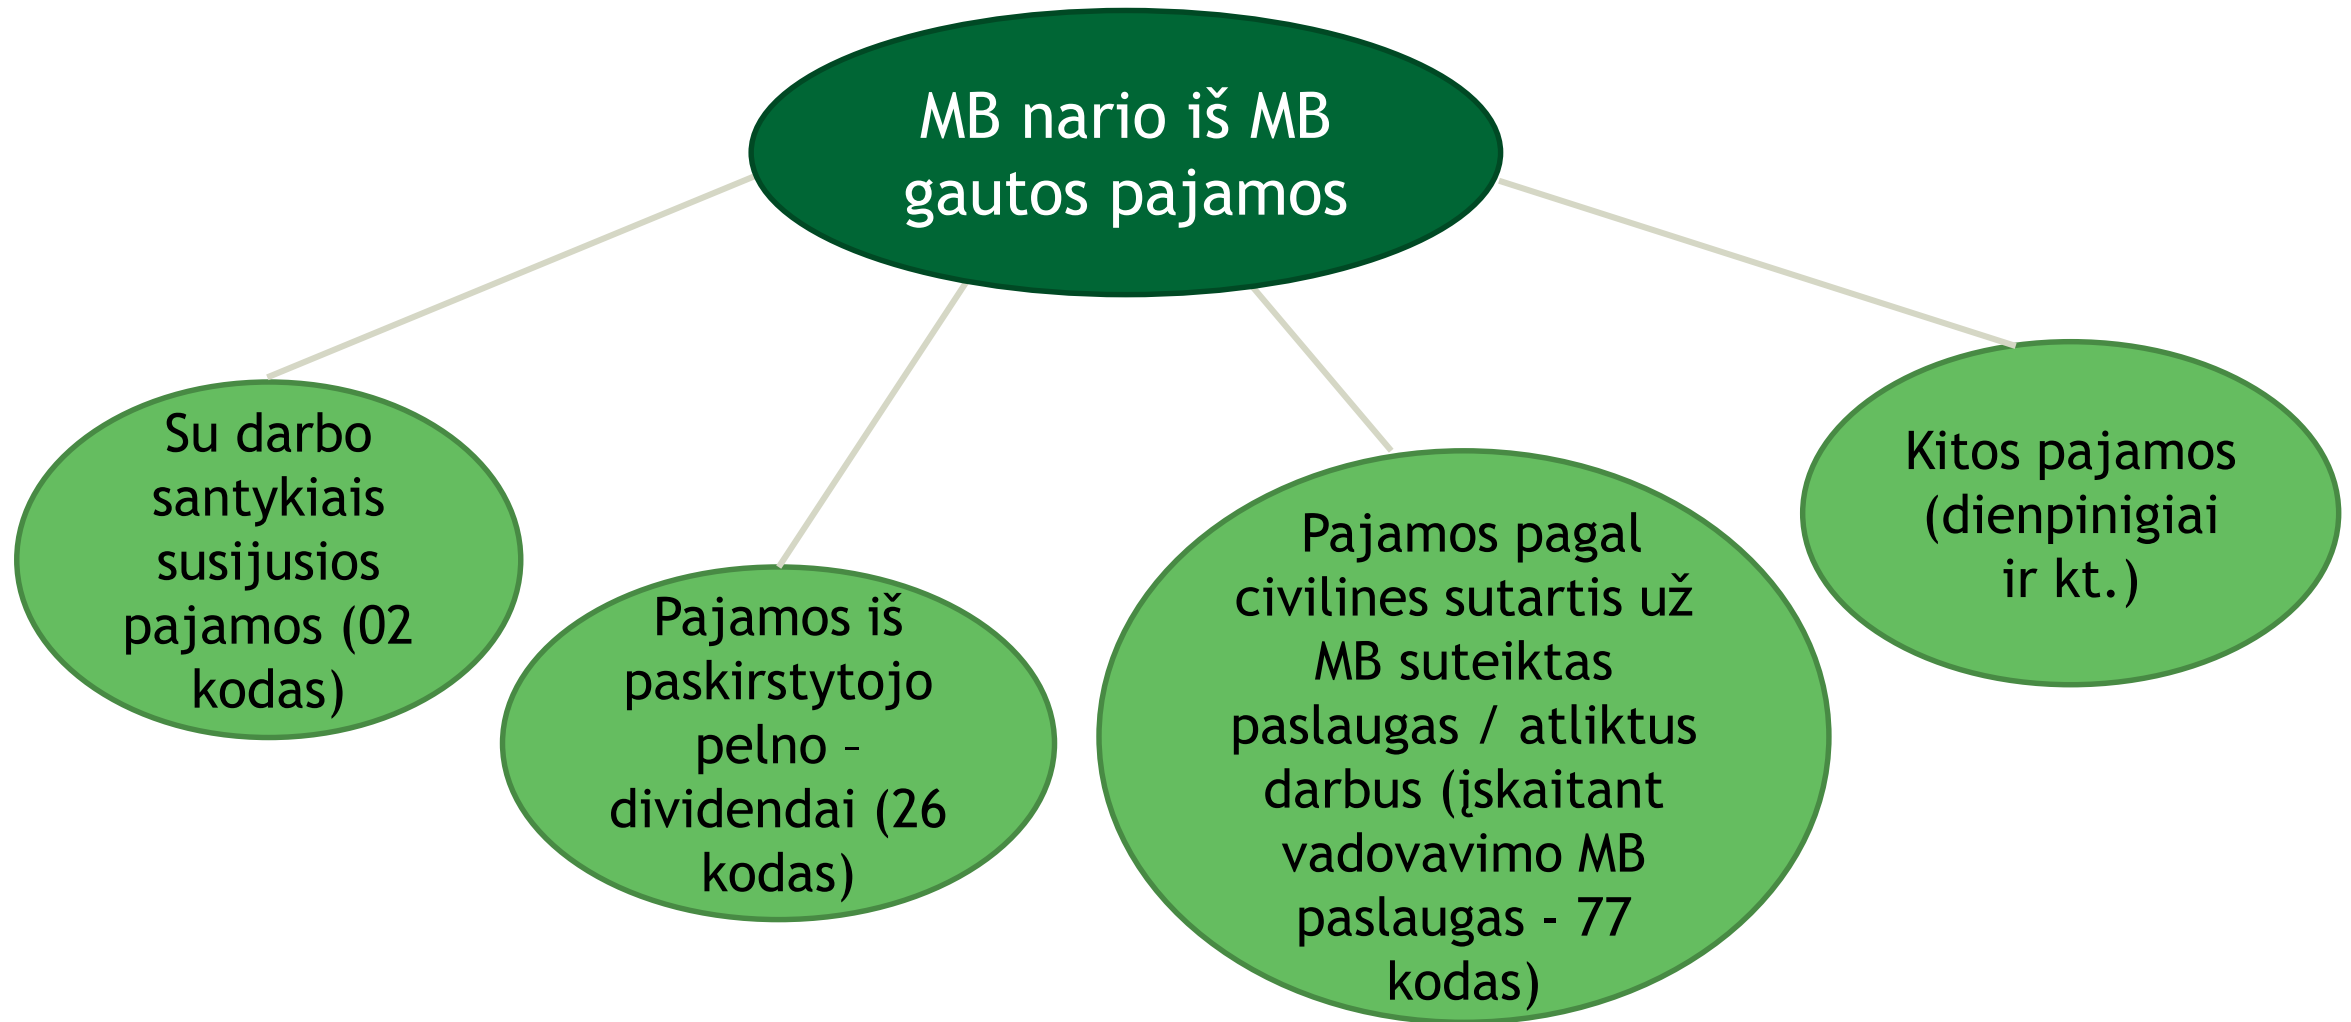 MB nario iš MB
gautos pajamos
Su darbo
santykiais
susijusios
pajamos (02
kodas)
Pajamos iš
paskirstytojo
pelno –
dividendai (26
kodas)
Pajamos pagal
civilines sutartis už
MB suteiktas
paslaugas / atliktus
darbus (įskaitant
vadovavimo MB
paslaugas - 77
kodas)
Kitos pajamos
(dienpinigiai
ir kt.)